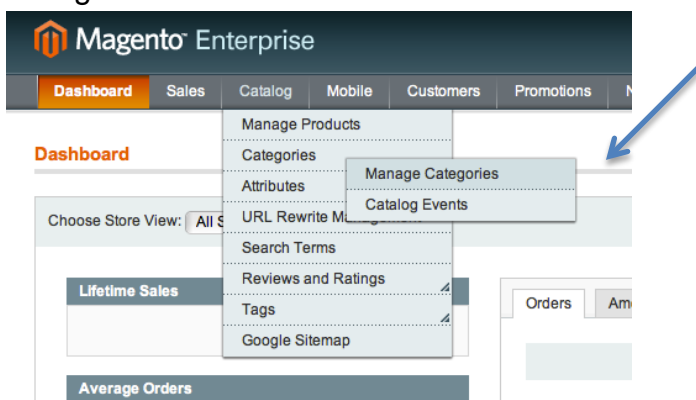 Magento Enterprise
Dashboard Sales Catalog Mobile Customers Promotions
Manage Products
Dashboard
Categories
Manage Categories
Attributes
Catalog Events
Choose Store View: All
URL Rewrite
Search Terms
Reviews and Ratings
Lifetime Sales
Orders
Tags
Google Sitemap
Average Orders